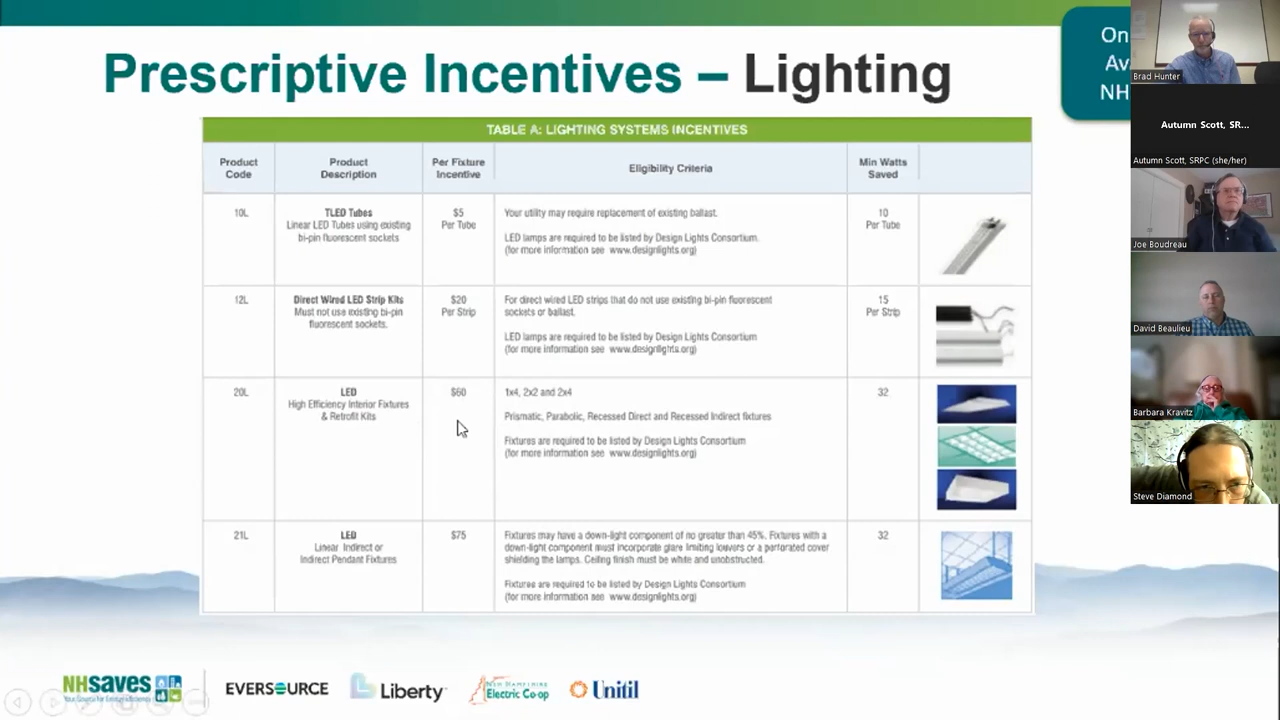 Prescriptive Incentives – Lighting
On
Av
NH
TABLE A: LIGHTING SYSTEMS INCENTIVES
Product Code
Product Description
Per Fixture Incentive
Eligibility Criteria
Min Watts Saved
10L
TLED Tubes
Linear LED Tubes using existing
bi-pin fluorescent sockets
$5
Per Tube
Your utility may require replacement of existing ballast.
LED lamps are required to be listed by Design Lights Consortium.
(for more information see www.designlights.org)
10
Per Tube
12L
Direct Wired LED Strip Kits
Must not use existing bi-pin
fluorescent sockets.
$20
Per Strip
For direct wired LED strips that do not use existing bi-pin fluorescent
sockets or ballast.
LED lamps are required to be listed by Design Lights Consortium
(for more information see www.designlights.org)
15
Per Strip
20L
LED
High Efficiency Interior Fixtures
& Retrofit Kits
$60
1x4, 2x2 and 2x4
Prismatic, Parabolic, Recessed Direct and Recessed Indirect fixtures
Fixtures are required to be listed by Design Lights Consortium
(for more information see www.designlights.org)
32
21L
LED
Linear Indirect or
Indirect Pendant Fixtures
$75
Fixtures may have a down-light component of no greater than 45%. Fixtures with a
down-light component must incorporate glare limiting louvers or a perforated cover
shielding the lamps. Ceiling finish must be white and unobstructed.
Fixtures are required to be listed by Design Lights Consortium
(for more information see www.designlights.org)
32
NHSaves
EVERSOURCE
Liberty
New Hampshire
Electric Co-op
Unitil
Brad Hunter
Autumn Scott, SR...
Autumn Scott, SRPC (she/her)
Joe Boudreau
David Beaulieu
Barbara Kravitz
Steve Diamond